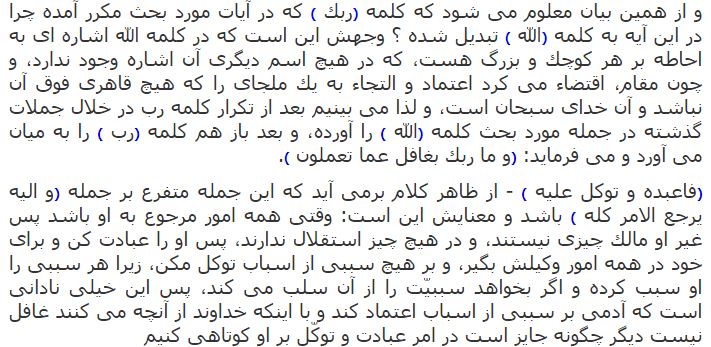 و از همین بیان معلوم می شود که کلمه (ربك ) که در آیات مورد بحث مکرر آمده چرا
در این آیه به کلمه (الله ) تبدیل شده ؟ وجهش این است که در کلمه الله اشاره ای به
احاطه بر هر کوچك و بزرگ هست، که در هیچ اسم دیگری آن اشاره وجود ندارد، و
چون مقام، اقتضاء می کرد اعتماد و التجاء به يك ملجای را که هیچ قاهری فوق آن
نباشد و آن خدای سبحان است، و لذا می بینیم بعد از تکرار کلمه رب در خلال جملات
گذشته در جمله مورد بحث کلمه (الله ) را آورده، و بعد باز هم کلمه (رب ) را به میان
می آورد و می فرماید: (و ما ربك بغافل عما تعملون ).
(فاعبده و توکل علیه ) - از ظاهر کلام برمی آید که این جمله متفرع بر جمله (و الیه
یرجع الامر کله ) باشد و معنایش این است: وقتی همه امور مرجوع به او باشد پس
غیر او مالك چیزی نیستند، و در هیچ چیز استقلال ندارند، پس او را عبادت کن و برای
خود در همه امور وکیلش بگیر، و بر هیچ سببی از اسباب توکل مکن، زیرا هر سببی را
او سبب کرده و اگر بخواهد سببیّت را از آن سلب می کند، پس این خیلی نادانی
است که آدمی بر سببی از اسباب اعتماد کند و با اینکه خداوند از آنچه می کنند غافل
نیست دیگر چگونه جایز است در امر عبادت و توکّل بر او کوتاهی کنیم